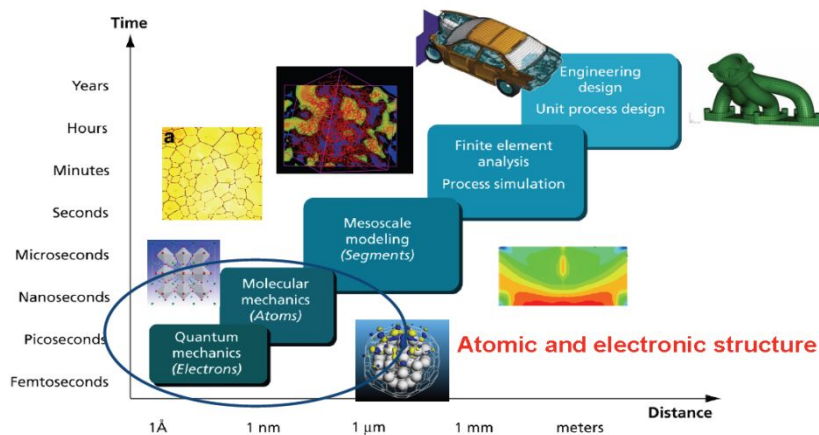 Time
Years
Hours
Minutes
Seconds
Microseconds
Nanoseconds
Picoseconds
Femtoseconds
a
Engineering
design
Unit process design
Finite element
analysis
Process simulation
Mesoscale
modeling
(Segments)
Molecular
mechanics
(Atoms)
Quantum
mechanics
(Electrons)
Atomic and electronic structure
Distance
1Å
1 nm
1 μm
1 mm
meters